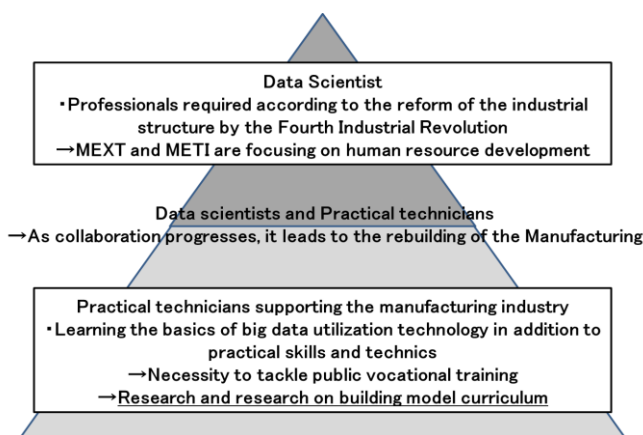 Data Scientist
・Professionals required according to the reform of the industrial
structure by the Fourth Industrial Revolution
→MEXT and METI are focusing on human resource development
Data scientists and Practical technicians
→As collaboration progresses, it leads to the rebuilding of the Manufacturing
Practical technicians supporting the manufacturing industry
・Learning the basics of big data utilization technology in addition to
practical skills and technics
→Necessity to tackle public vocational training
→Research and research on building model curriculum